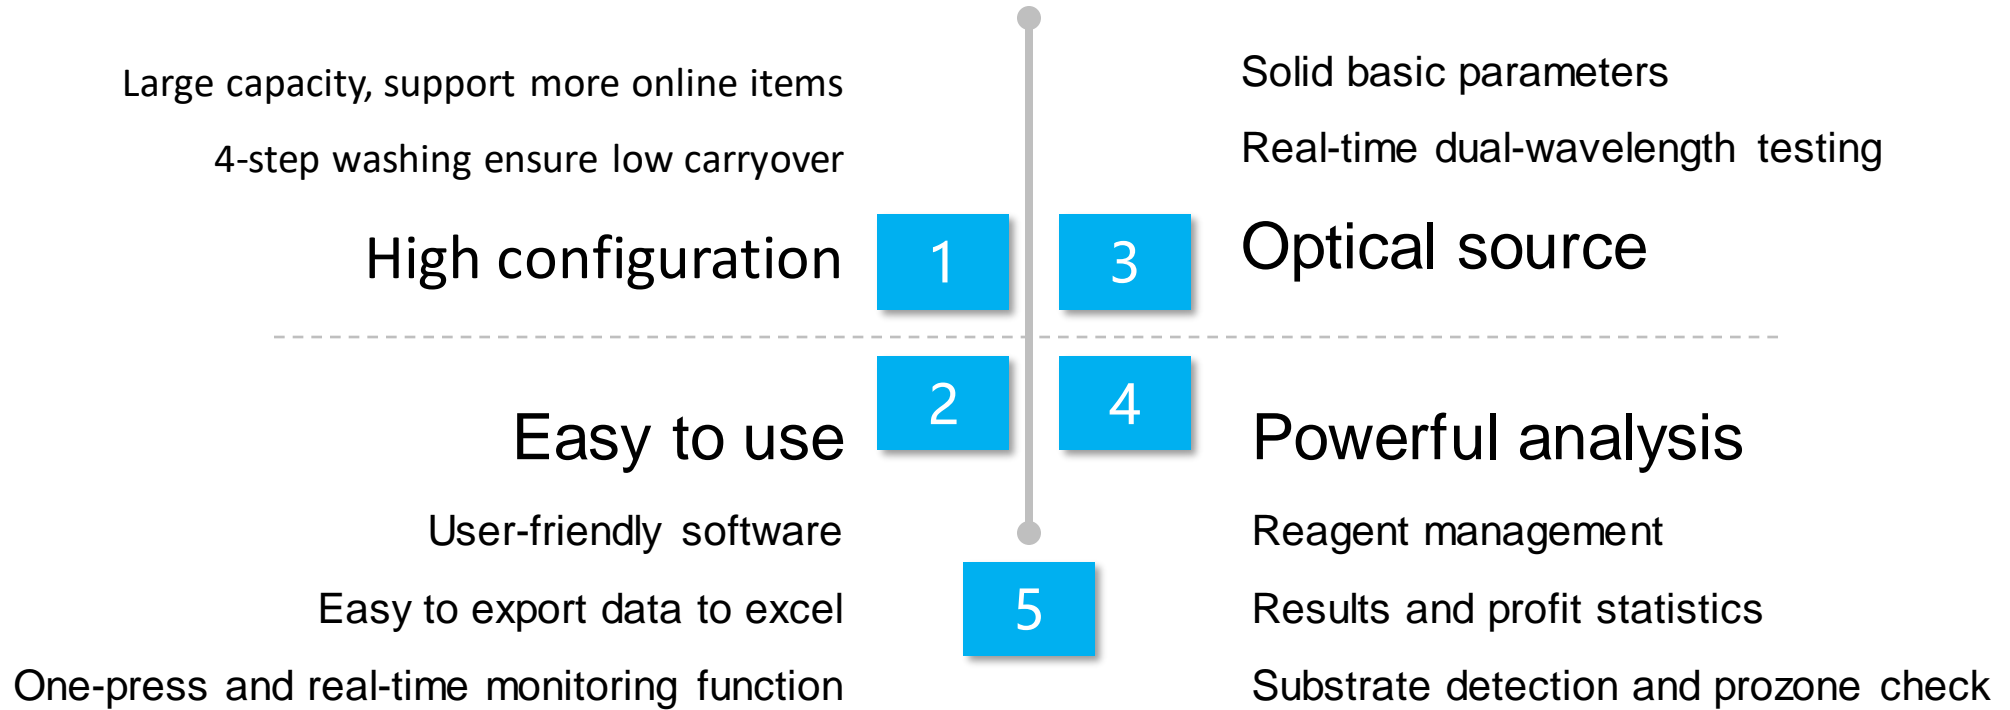 Large capacity, support more online items
4-step washing ensure low carryover
High configuration
1
3
Solid basic parameters
Real-time dual-wavelength testing
Optical source
2
Easy to use
User-friendly software
Easy to export data to excel
One-press and real-time monitoring function
4
Powerful analysis
Reagent management
Results and profit statistics
Substrate detection and prozone check
5